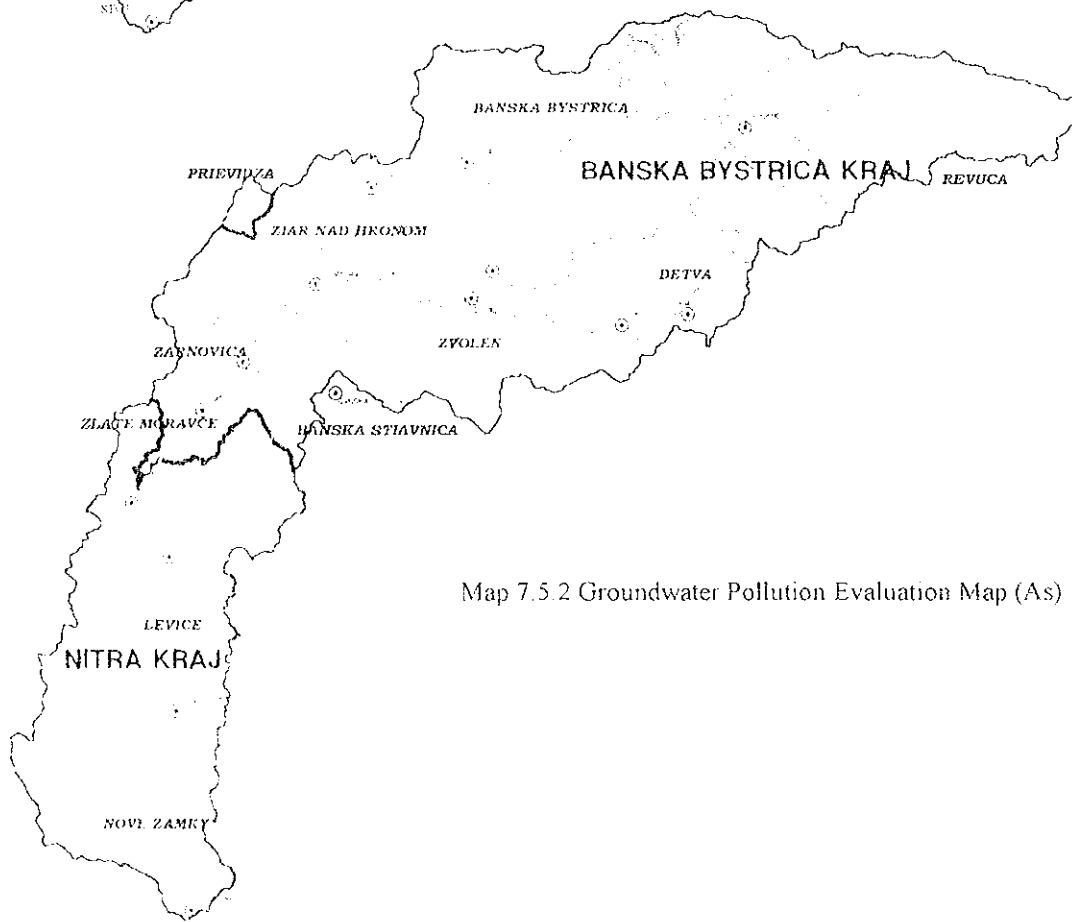 BANSKA BYSTRICA
BANSKA BYSTRICA KRAJ
PRIEVIDZA
REVUCA
ZIAR NAD HRONOM
DETVA
ZVOLEN
ZARNOVICA
ZLATE MORAVCE
BANSKA STIAVNICA
Map 7.5.2 Groundwater Pollution Evaluation Map (As)
LEVICE
NITRA KRAJ
NOVE ZAMKY